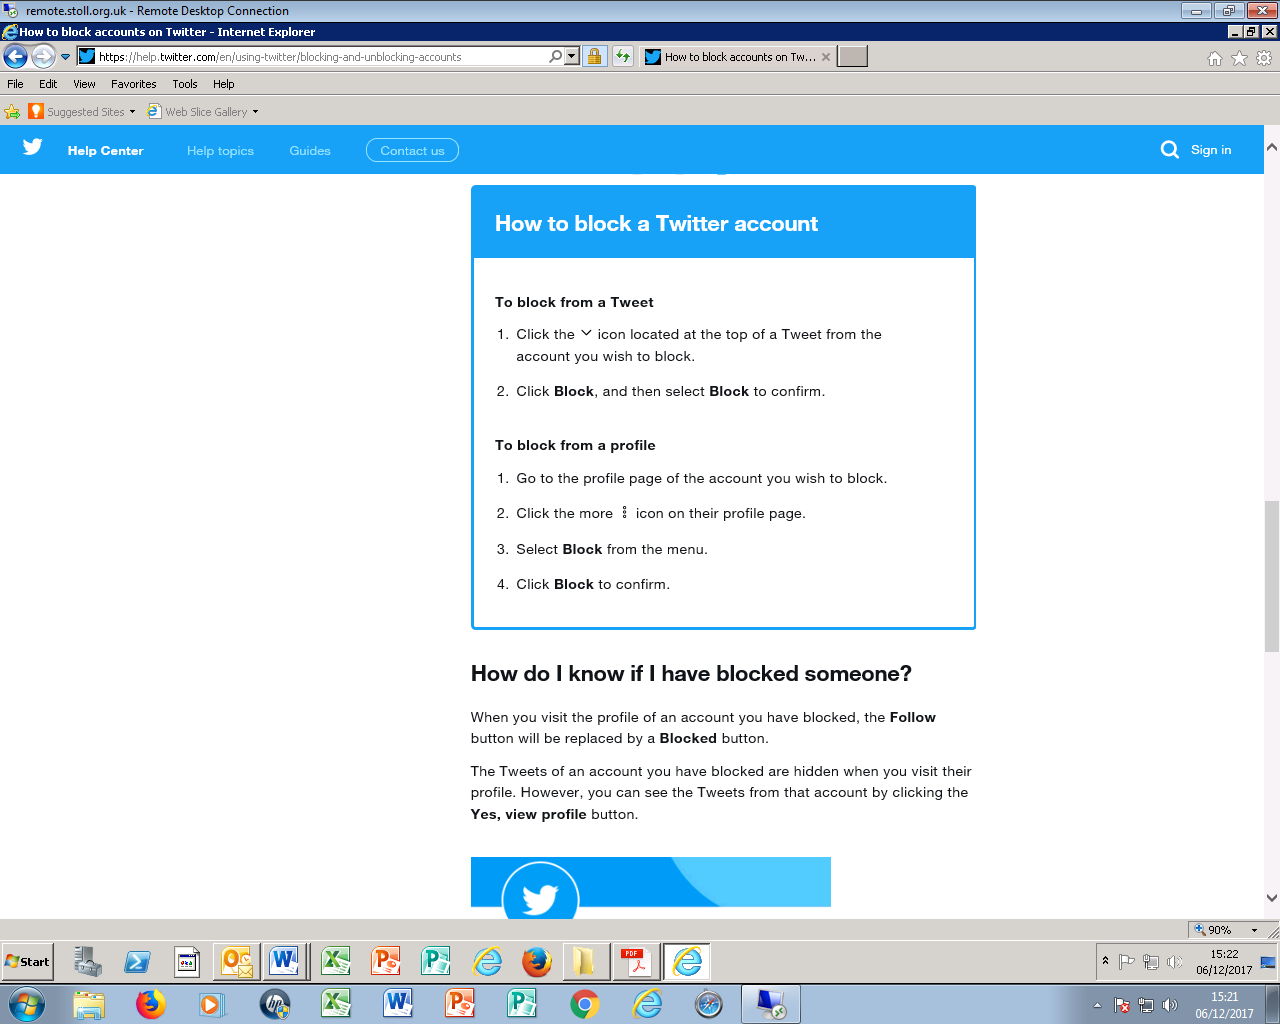 remote.stoll.org.uk - Remote Desktop Connection
How to block accounts on Twitter - Internet Explorer
https://help.twitter.com/en/using-twitter/blocking-and-unblocking-accounts
How to block accounts on Tw...
File Edit View Favorites Tools Help
Suggested Sites Web Slice Gallery
Help Center Help topics Guides Contact us Sign in
How to block a Twitter account
To block from a Tweet
1. Click the icon located at the top of a Tweet from the
account you wish to block.
2. Click Block, and then select Block to confirm.
To block from a profile
1. Go to the profile page of the account you wish to block.
2. Click the more icon on their profile page.
3. Select Block from the menu.
4. Click Block to confirm.
How do I know if I have blocked someone?
When you visit the profile of an account you have blocked, the Follow
button will be replaced by a Blocked button.
The Tweets of an account you have blocked are hidden when you visit their
profile. However, you can see the Tweets from that account by clicking the
Yes, view profile button.
90%
Start
PDF
15:22
06/12/2017
15:21
06/12/2017